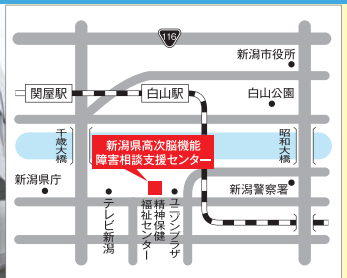 116
新潟市役所
関屋駅
白山駅
白山公園
千歳大橋
新潟県高次脳機能
障害相談支援センター
昭和大橋
新潟県庁
新潟警察署
テレビ新潟
精神保健
福祉センター
ユニゾンプラザ